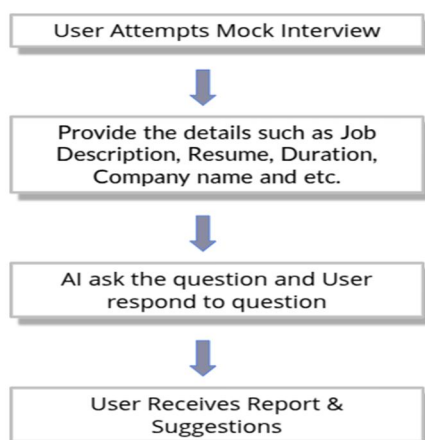 User Attempts Mock Interview
Provide the details such as Job
Description, Resume, Duration,
Company name and etc.
AI ask the question and User
respond to question
User Receives Report &
Suggestions